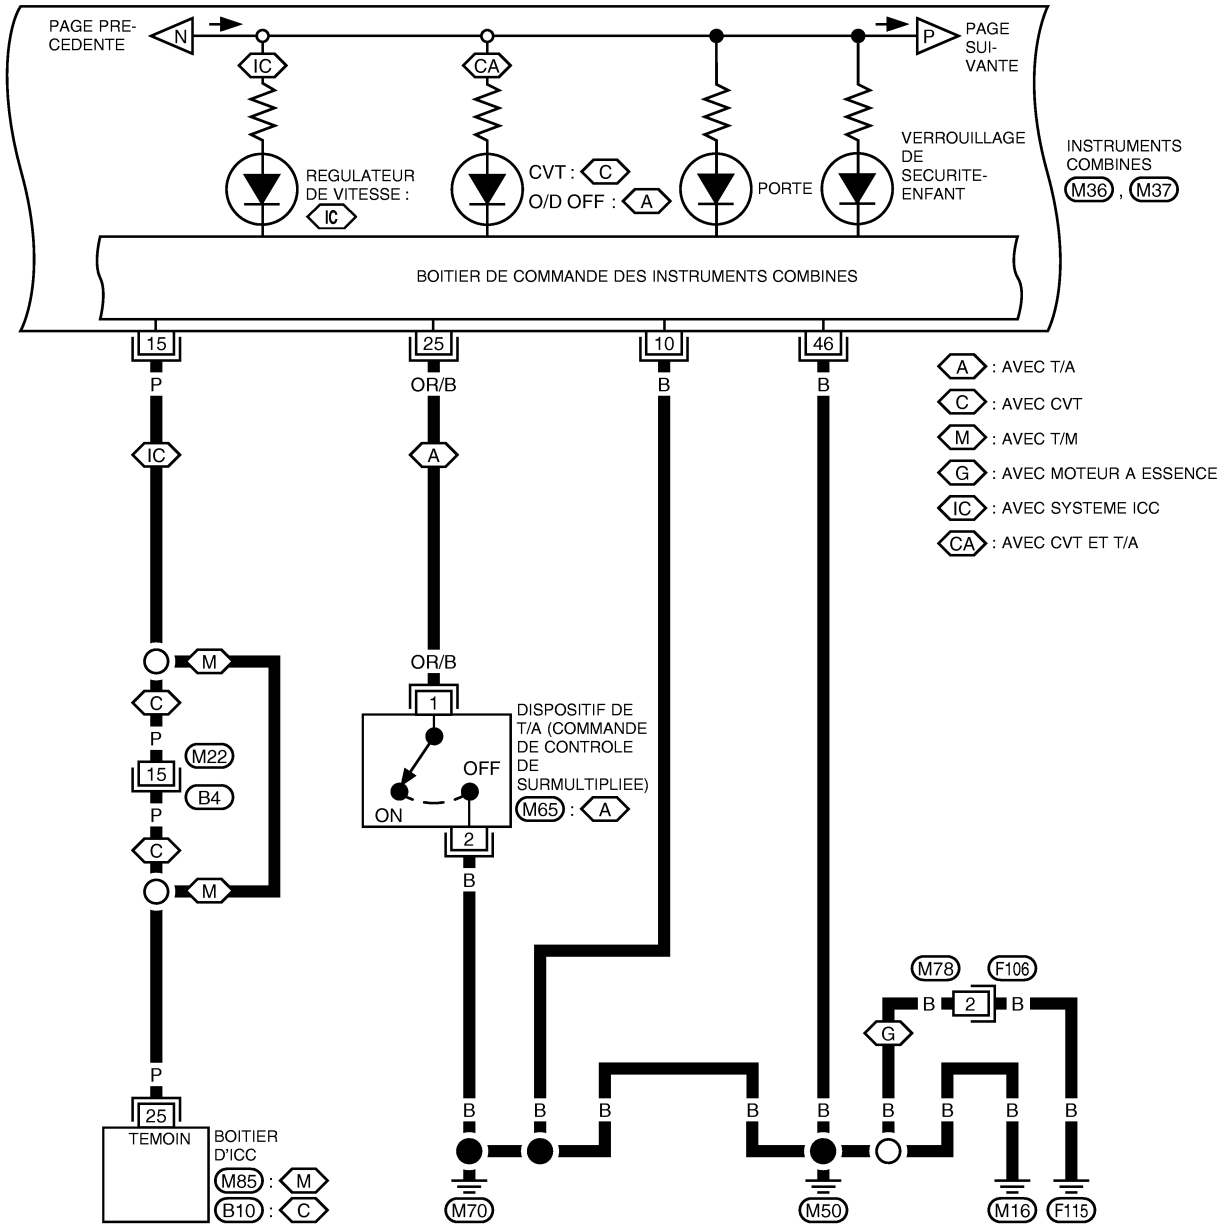 PAGE PRE-
CEDENTE
N
P
PAGE
SUI-
VANTE
IC
CA
REGULATEUR
DE VITESSE :
IC
CVT : C
O/D OFF : A
PORTE
VERROUILLAGE
DE
SECURITE-
ENFANT
INSTRUMENTS
COMBINES
M36 , M37
BOITIER DE COMMANDE DES INSTRUMENTS COMBINES
15
25
10
46
P
OR/B
B
B
A : AVEC T/A
C : AVEC CVT
M : AVEC T/M
G : AVEC MOTEUR A ESSENCE
IC : AVEC SYSTEME ICC
CA : AVEC CVT ET T/A
IC
A
M
C
P
15
M22
B4
P
C
M
OR/B
1
DISPOSITIF DE
T/A (COMMANDE
DE CONTROLE
DE
SURMULTIPLIEE)
M65 : A
OFF
ON
2
B
M78
F106
B
2
B
G
P
25
TEMOIN
BOITIER
D'ICC
M85 : M
B10 : C
B
B
B
B
B
B
B
B
B
M70
M50
M16
F115